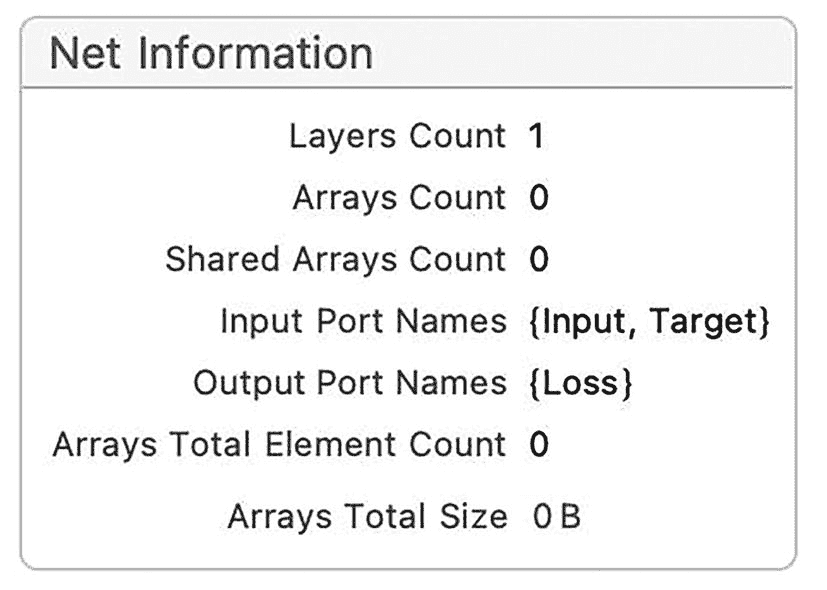 Net Information
Layers Count 1
Arrays Count 0
Shared Arrays Count 0
Input Port Names {Input, Target}
Output Port Names {Loss}
Arrays Total Element Count 0
Arrays Total Size 0 B